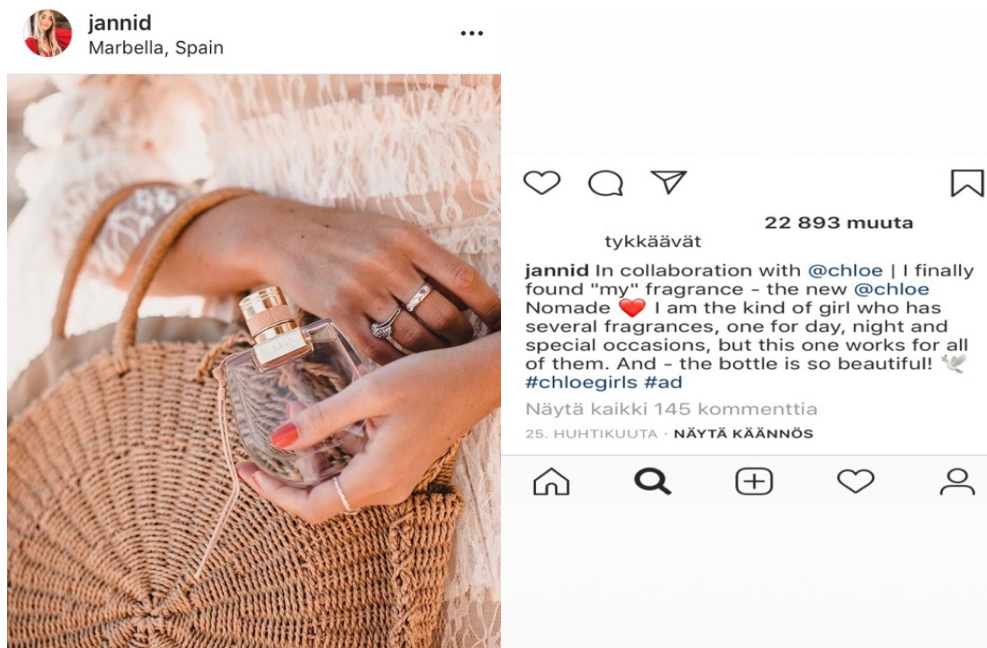 jannid
Marbella, Spain
22 893 muuta
tykkäävät
jannid In collaboration with @chloe | I finally
found "my" fragrance - the new @chloe
Nomade ❤️ I am the kind of girl who has
several fragrances, one for day, night and
special occasions, but this one works for all
of them. And - the bottle is so beautiful! 🕊️
#chloegirls #ad
Näytä kaikki 145 kommenttia
25. HUHTIKUUTA · NÄYTÄ KÄÄNNÖS